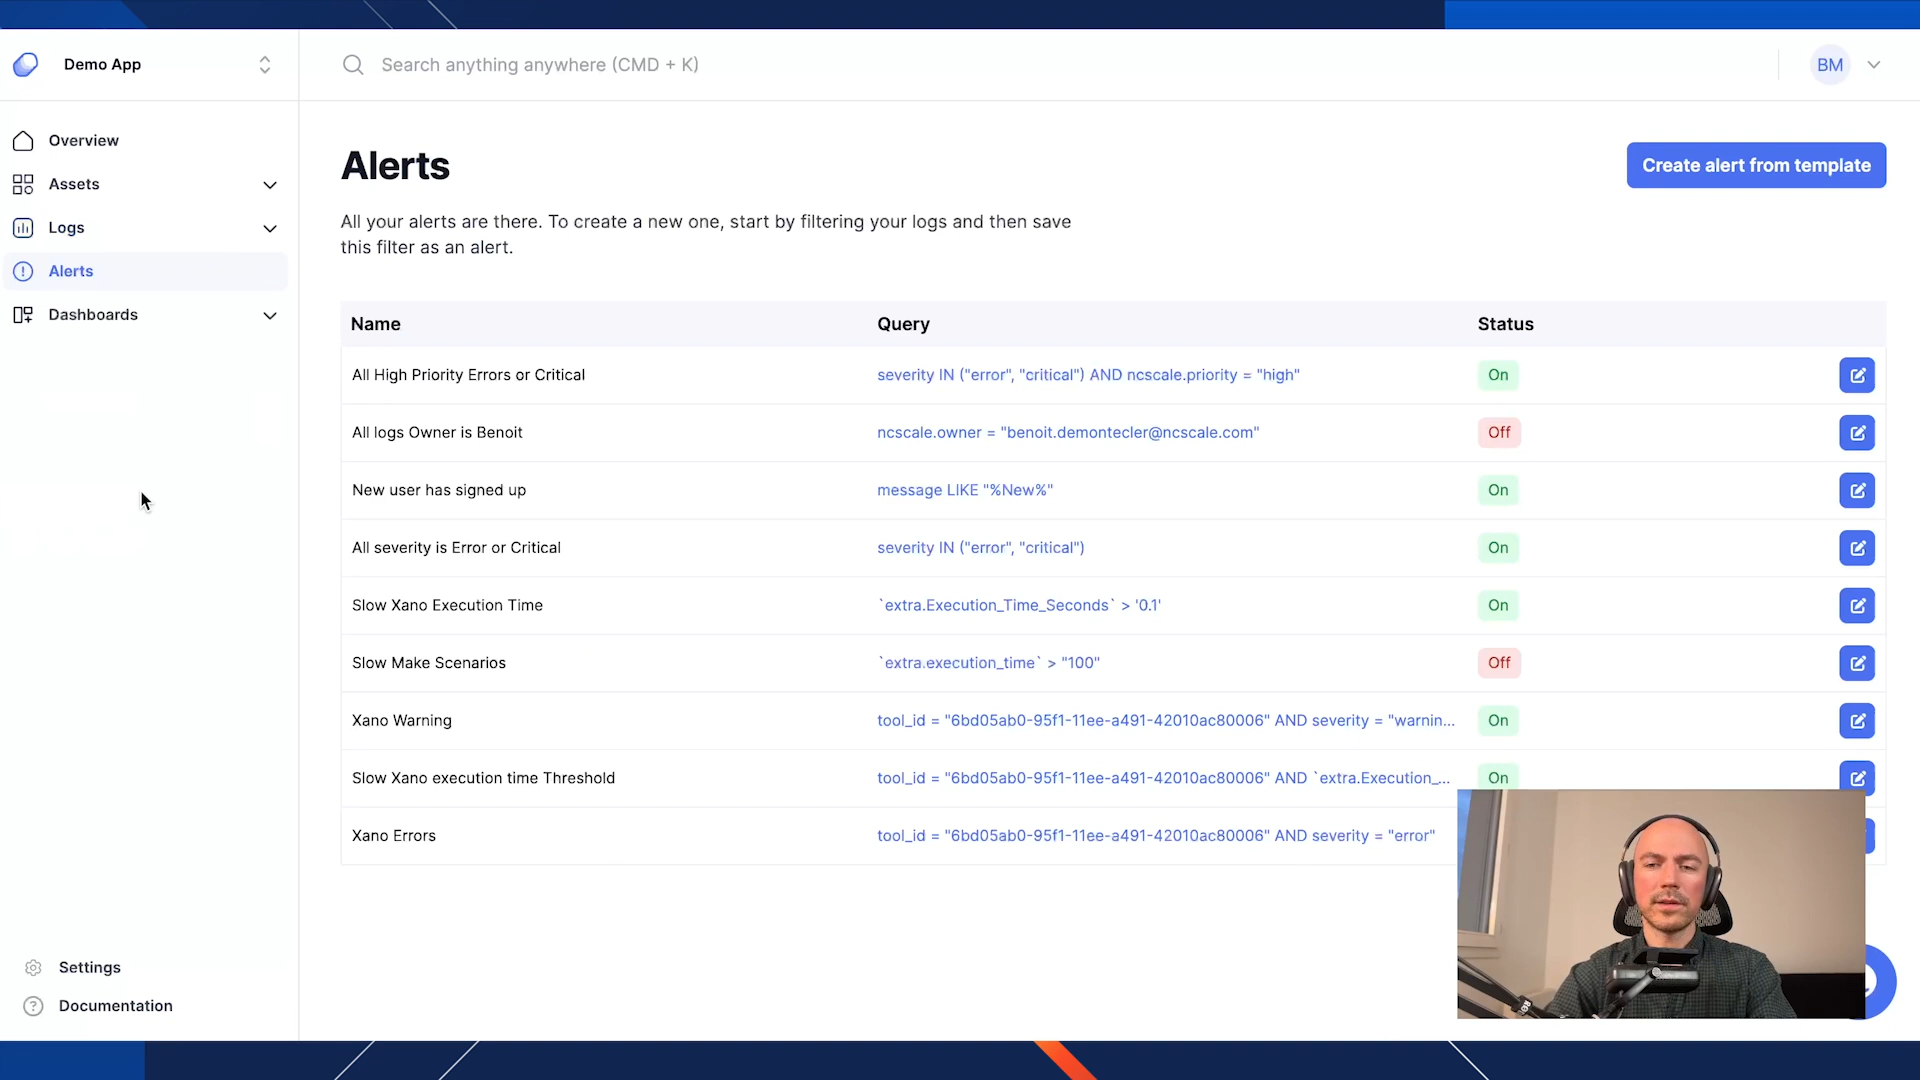 Demo App
Search anything anywhere (CMD + K)
BM
Overview
Assets
Logs
Alerts
Dashboards
Settings
Documentation
Alerts
Create alert from template
All your alerts are there. To create a new one, start by filtering your logs and then save
this filter as an alert.
Name Query Status
All High Priority Errors or Critical severity IN ("error", "critical") AND ncscale.priority = "high" On
All logs Owner is Benoit ncscale.owner = "benoit.demontecler@ncscale.com" Off
New user has signed up message LIKE "%New%" On
All severity is Error or Critical severity IN ("error", "critical") On
Slow Xano Execution Time `extra.Execution_Time_Seconds` > '0.1' On
Slow Make Scenarios `extra.execution_time` > "100" Off
Xano Warning tool_id = "6bd05ab0-95f1-11ee-a491-42010ac80006" AND severity = "warnin... On
Slow Xano execution time Threshold tool_id = "6bd05ab0-95f1-11ee-a491-42010ac80006" AND `extra.Execution_... On
Xano Errors tool_id = "6bd05ab0-95f1-11ee-a491-42010ac80006" AND severity = "error"